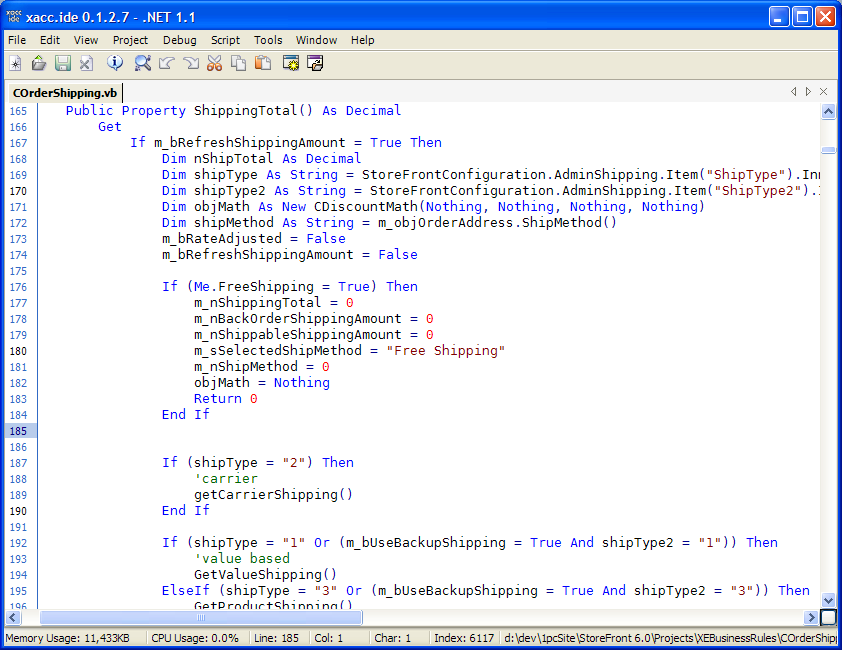 xacc.ide 0.1.2.7 - .NET 1.1
File Edit View Project Debug Script Tools Window Help
COrderShipping.vb
165 Public Property ShippingTotal() As Decimal
166 Get
167 If m_bRefreshShippingAmount = True Then
168 Dim nShipTotal As Decimal
169 Dim shipType As String = StoreFrontConfiguration.AdminShipping.Item("ShipType").In
170 Dim shipType2 As String = StoreFrontConfiguration.AdminShipping.Item("ShipType2").
171 Dim objMath As New CDiscountMath(Nothing, Nothing, Nothing, Nothing)
172 Dim shipMethod As String = m_objOrderAddress.ShipMethod()
173 m_bRateAdjusted = False
174 m_bRefreshShippingAmount = False
175
176 If (Me.FreeShipping = True) Then
177 m_nShippingTotal = 0
178 m_nBackOrderShippingAmount = 0
179 m_nShippableShippingAmount = 0
180 m_sSelectedShipMethod = "Free Shipping"
181 m_nShipMethod = 0
182 objMath = Nothing
183 Return 0
184 End If
185
186
187 If (shipType = "2") Then
188 'carrier
189 getCarrierShipping()
190 End If
191
192 If (shipType = "1" Or (m_bUseBackupShipping = True And shipType2 = "1")) Then
193 'value based
194 GetValueShipping()
195 ElseIf (shipType = "3" Or (m_bUseBackupShipping = True And shipType2 = "3")) Then
196 GetProductShipping()
Memory Usage: 11,433KB CPU Usage: 0.0% Line: 185 Col: 1 Char: 1 Index: 6117 d:\dev\1pcSite\StoreFront 6.0\Projects\XEBusinessRules\COrderShipp